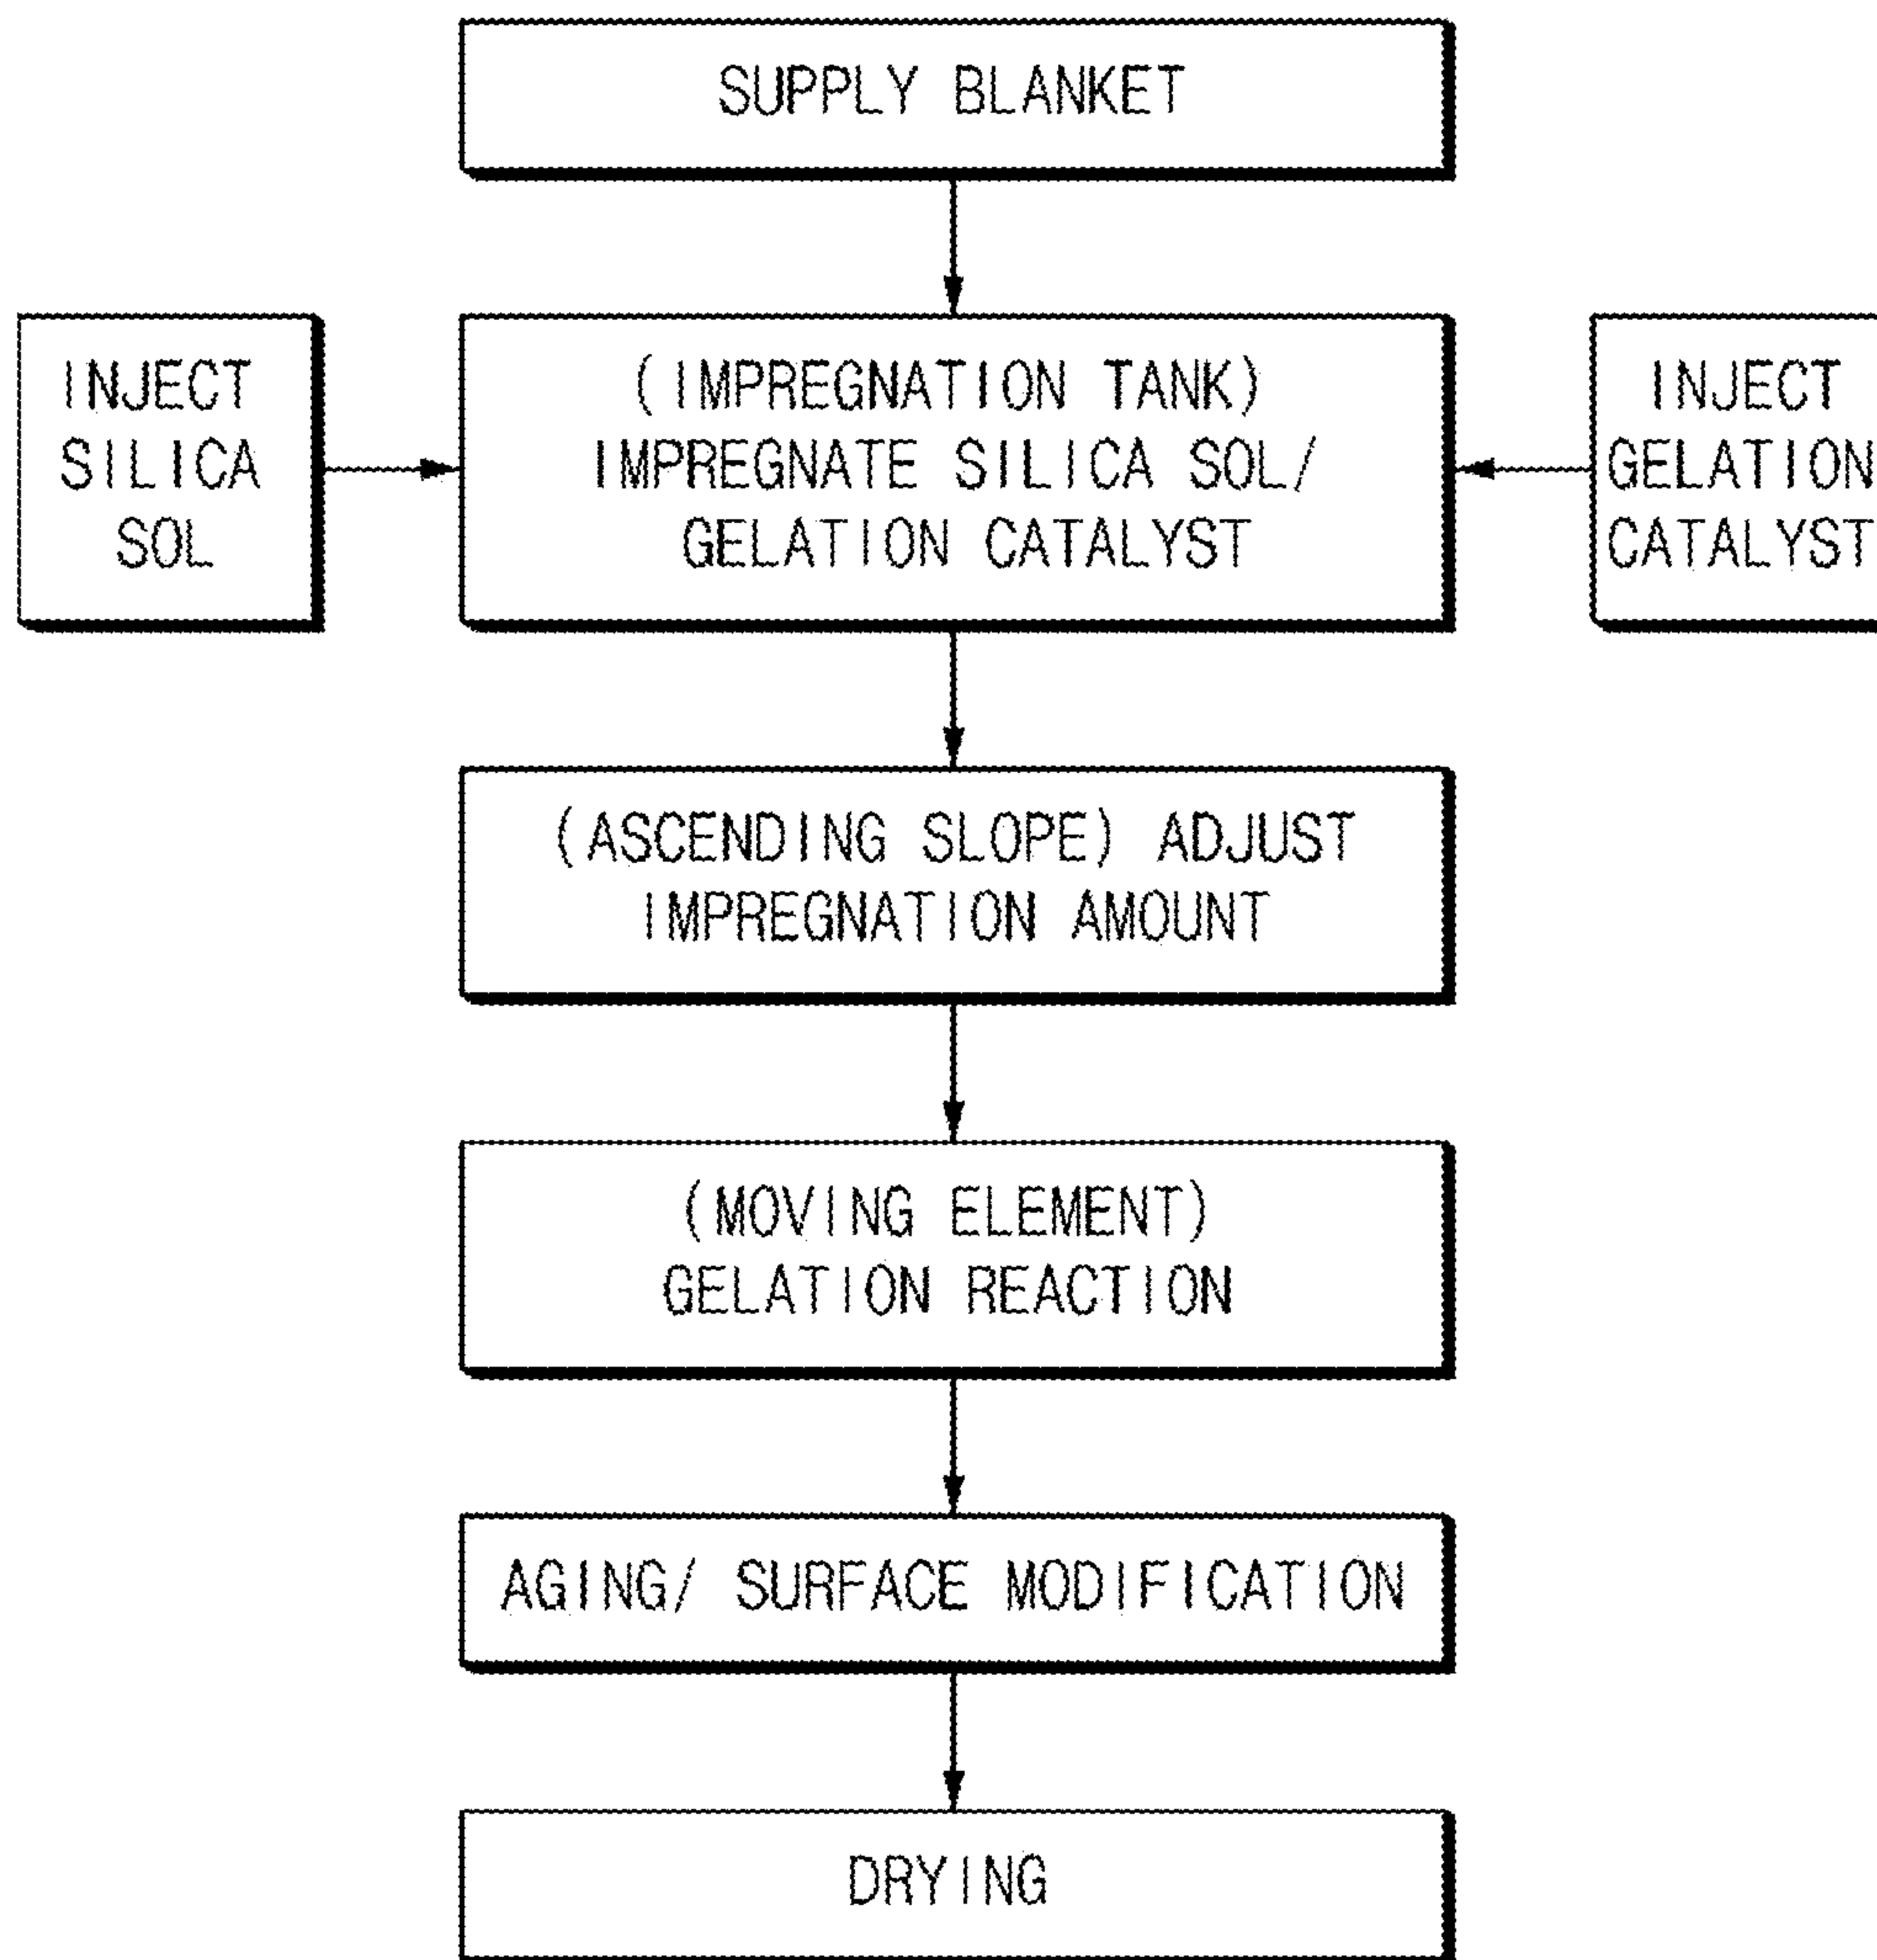 SUPPLY BLANKET
INJECT
SILICA
SOL
(IMPREGNATION TANK)
IMPREGNATE SILICA SOL/
GELATION CATALYST
INJECT
GELATION
CATALYST
(ASCENDING SLOPE) ADJUST
IMPREGNATION AMOUNT
(MOVING ELEMENT)
GELATION REACTION
AGING/ SURFACE MODIFICATION
DRYING